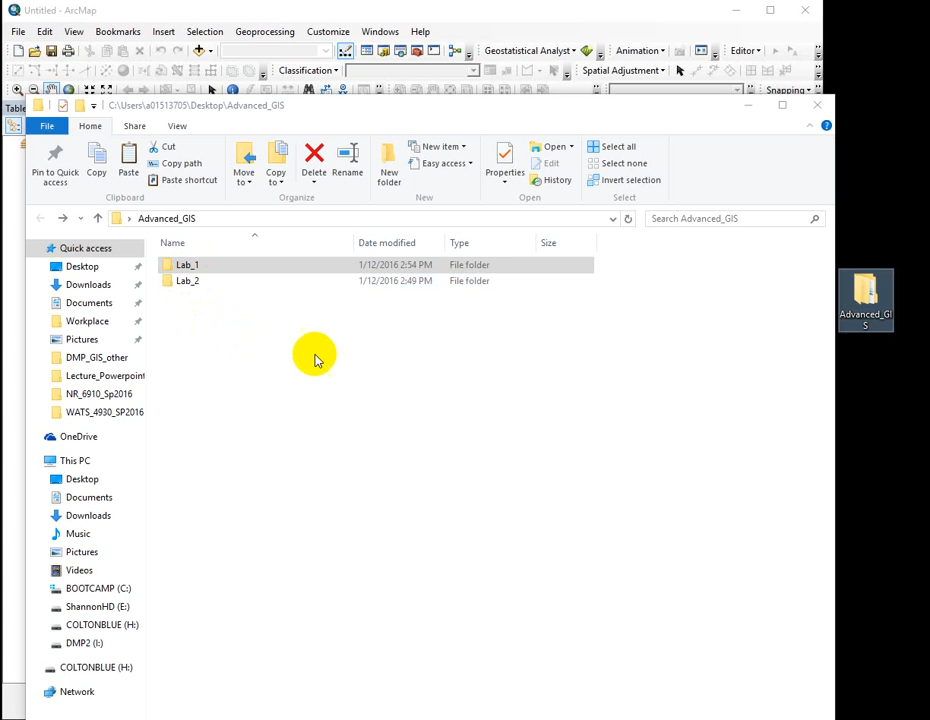 Untitled - ArcMap
File Edit View Bookmarks Insert Selection Geoprocessing Customize Windows Help
Geostatistical Analyst Animation Editor
Classification Spatial Adjustment
Snapping
Table
C:\Users\a01513705\Desktop\Advanced_GIS
File Home Share View
Pin to Quick access
Copy
Paste
Cut
Copy path
Paste shortcut
Clipboard
Move to
Copy to
Delete
Rename
Organize
New folder
New item
Easy access
New
Properties
Open
Edit
History
Open
Select all
Select none
Invert selection
Select
Advanced_GIS
Search Advanced_GIS
Name Date modified Type Size
Lab_1 1/12/2016 2:54 PM File folder
Lab_2 1/12/2016 2:49 PM File folder
Quick access
Desktop
Downloads
Documents
Workplace
Pictures
DMP_GIS_other
Lecture_Powerpoint
NR_6910_Sp2016
WATS_4930_SP2016
OneDrive
This PC
Desktop
Documents
Downloads
Music
Pictures
Videos
BOOTCAMP (C:)
ShannonHD (E:)
COLTONBLUE (H:)
DMP2 (I:)
COLTONBLUE (H:)
Network
Advanced_GI
S